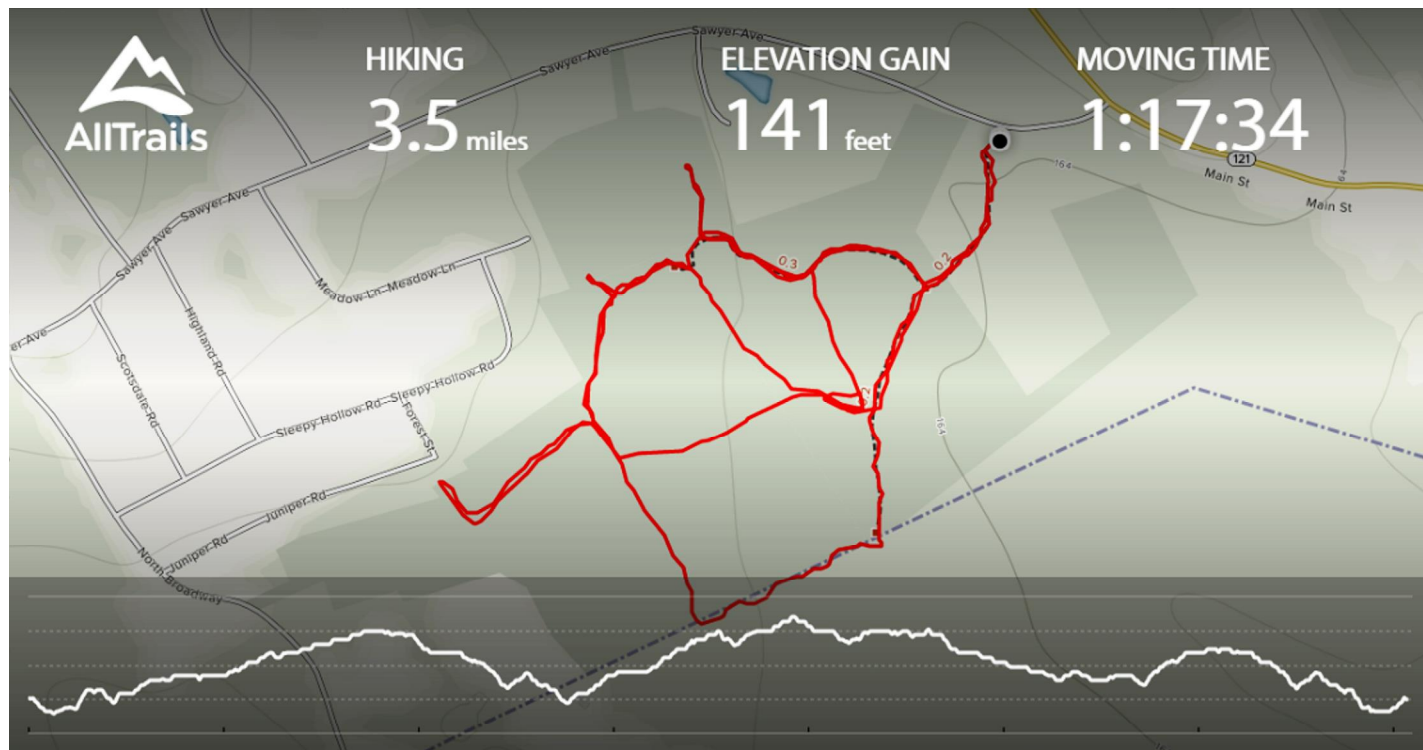 AllTrails
HIKING
3.5 miles
ELEVATION GAIN
141 feet
MOVING TIME
1:17:34
Sawyer Ave
Sawyer Ave
121
Main St
Main St
164
64
Sawyer Ave
Sawyer Ave
er Ave
Meadow Ln
Meadow Ln
0.3
0.2
Highland Rd
Scotsdale Rd
Sleepy Hollow Rd
Sleepy Hollow Rd
Forest St
0.2
164
Juniper Rd
Juniper Rd
North Broadway